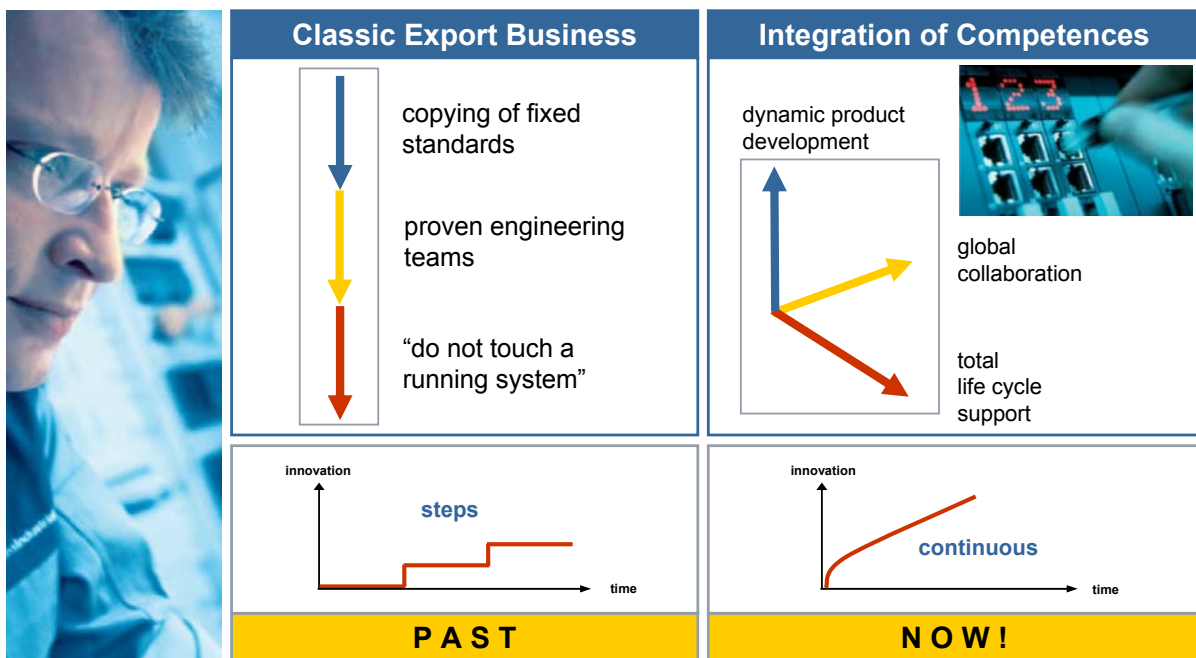 Classic Export Business
copying of fixed
standards
proven engineering
teams
“do not touch a
running system”
innovation
steps
time
PAST
Integration of Competences
123
dynamic product
development
global
collaboration
total
life cycle
support
innovation
continuous
time
NOW!